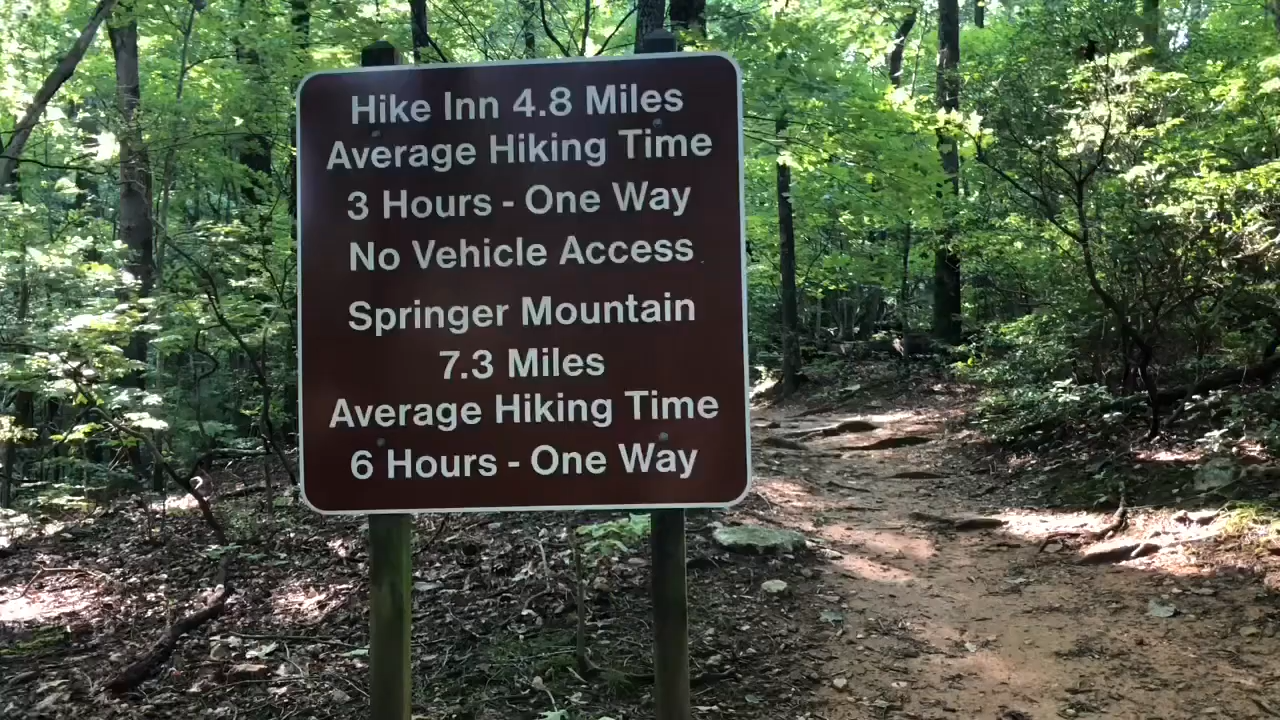 Hike Inn 4.8 Miles
Average Hiking Time
3 Hours - One Way
No Vehicle Access
Springer Mountain
7.3 Miles
Average Hiking Time
6 Hours - One Way